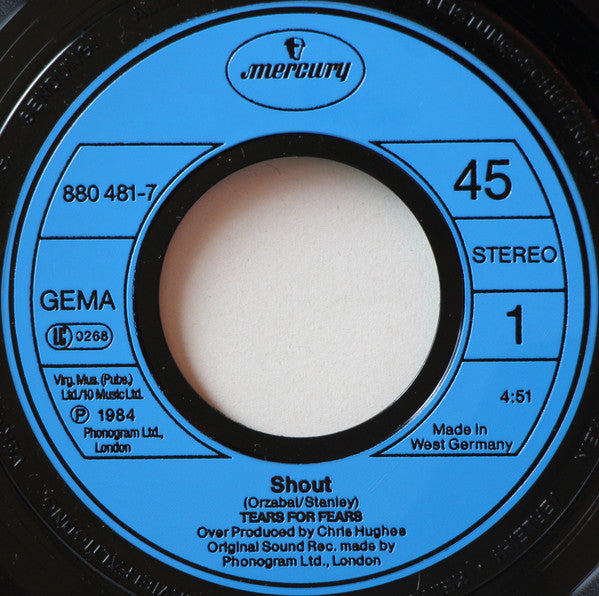 mercury
880 481-7
GEMA
LC 0268
Virg. Mus. (Pubs.)
Ltd./10 Music Ltd.
Ⓟ 1984
Phonogram Ltd.,
London
45
STEREO
1
4:51
Made In
West Germany
Shout
(Orzabal/Stanley)
TEARS FOR FEARS
Over Produced by Chris Hughes
Original Sound Rec. made by
Phonogram Ltd., London